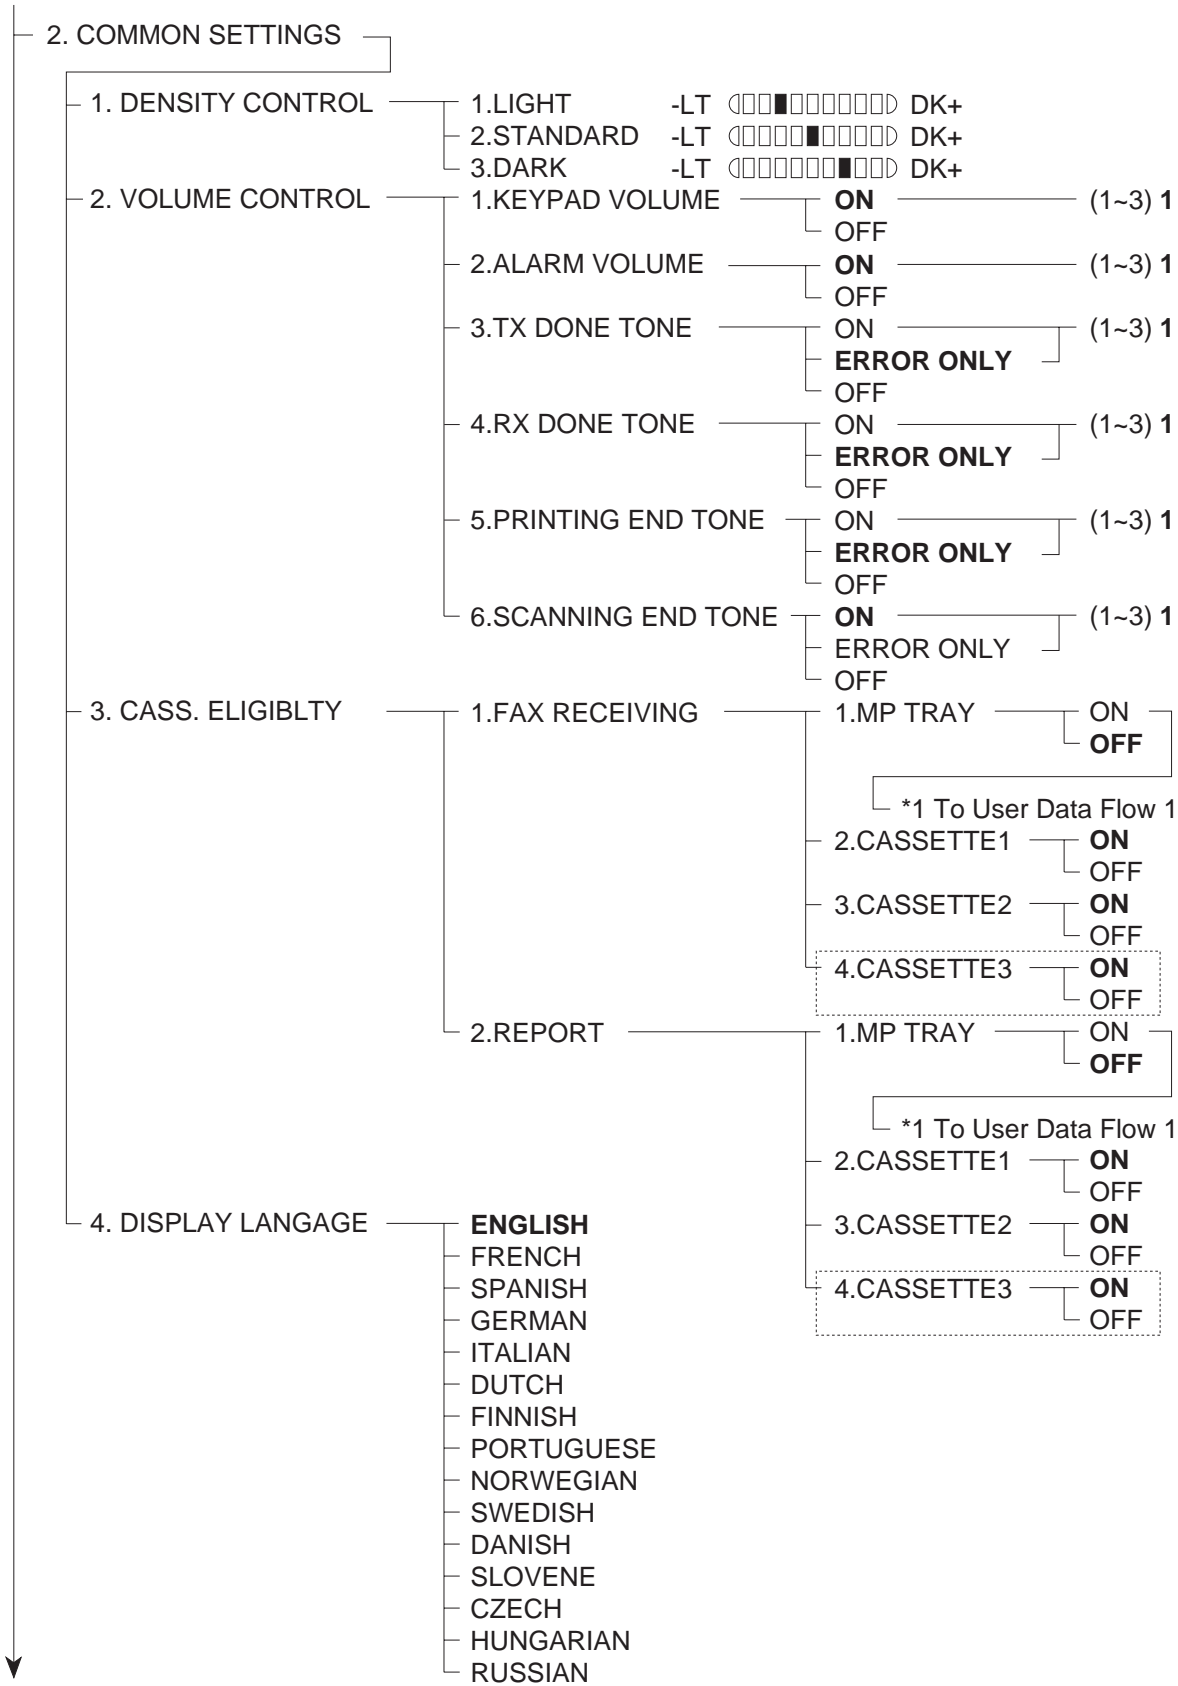 2. COMMON SETTINGS
1. DENSITY CONTROL 1.LIGHT -LT DK+
2.STANDARD -LT DK+
3.DARK -LT DK+
2. VOLUME CONTROL 1.KEYPAD VOLUME ON (1~3) 1
OFF
2.ALARM VOLUME ON (1~3) 1
OFF
3.TX DONE TONE ON (1~3) 1
ERROR ONLY
OFF
4.RX DONE TONE ON (1~3) 1
ERROR ONLY
OFF
5.PRINTING END TONE ON (1~3) 1
ERROR ONLY
OFF
6.SCANNING END TONE ON (1~3) 1
ERROR ONLY
OFF
3. CASS. ELIGIBLTY 1.FAX RECEIVING 1.MP TRAY ON
OFF
*1 To User Data Flow 1
2.CASSETTE1 ON
OFF
3.CASSETTE2 ON
OFF
4.CASSETTE3 ON
OFF
2.REPORT 1.MP TRAY ON
OFF
*1 To User Data Flow 1
2.CASSETTE1 ON
OFF
4. DISPLAY LANGAGE ENGLISH 3.CASSETTE2 ON
FRENCH OFF
SPANISH 4.CASSETTE3 ON
GERMAN OFF
ITALIAN
DUTCH
FINNISH
PORTUGUESE
NORWEGIAN
SWEDISH
DANISH
SLOVENE
CZECH
HUNGARIAN
RUSSIAN